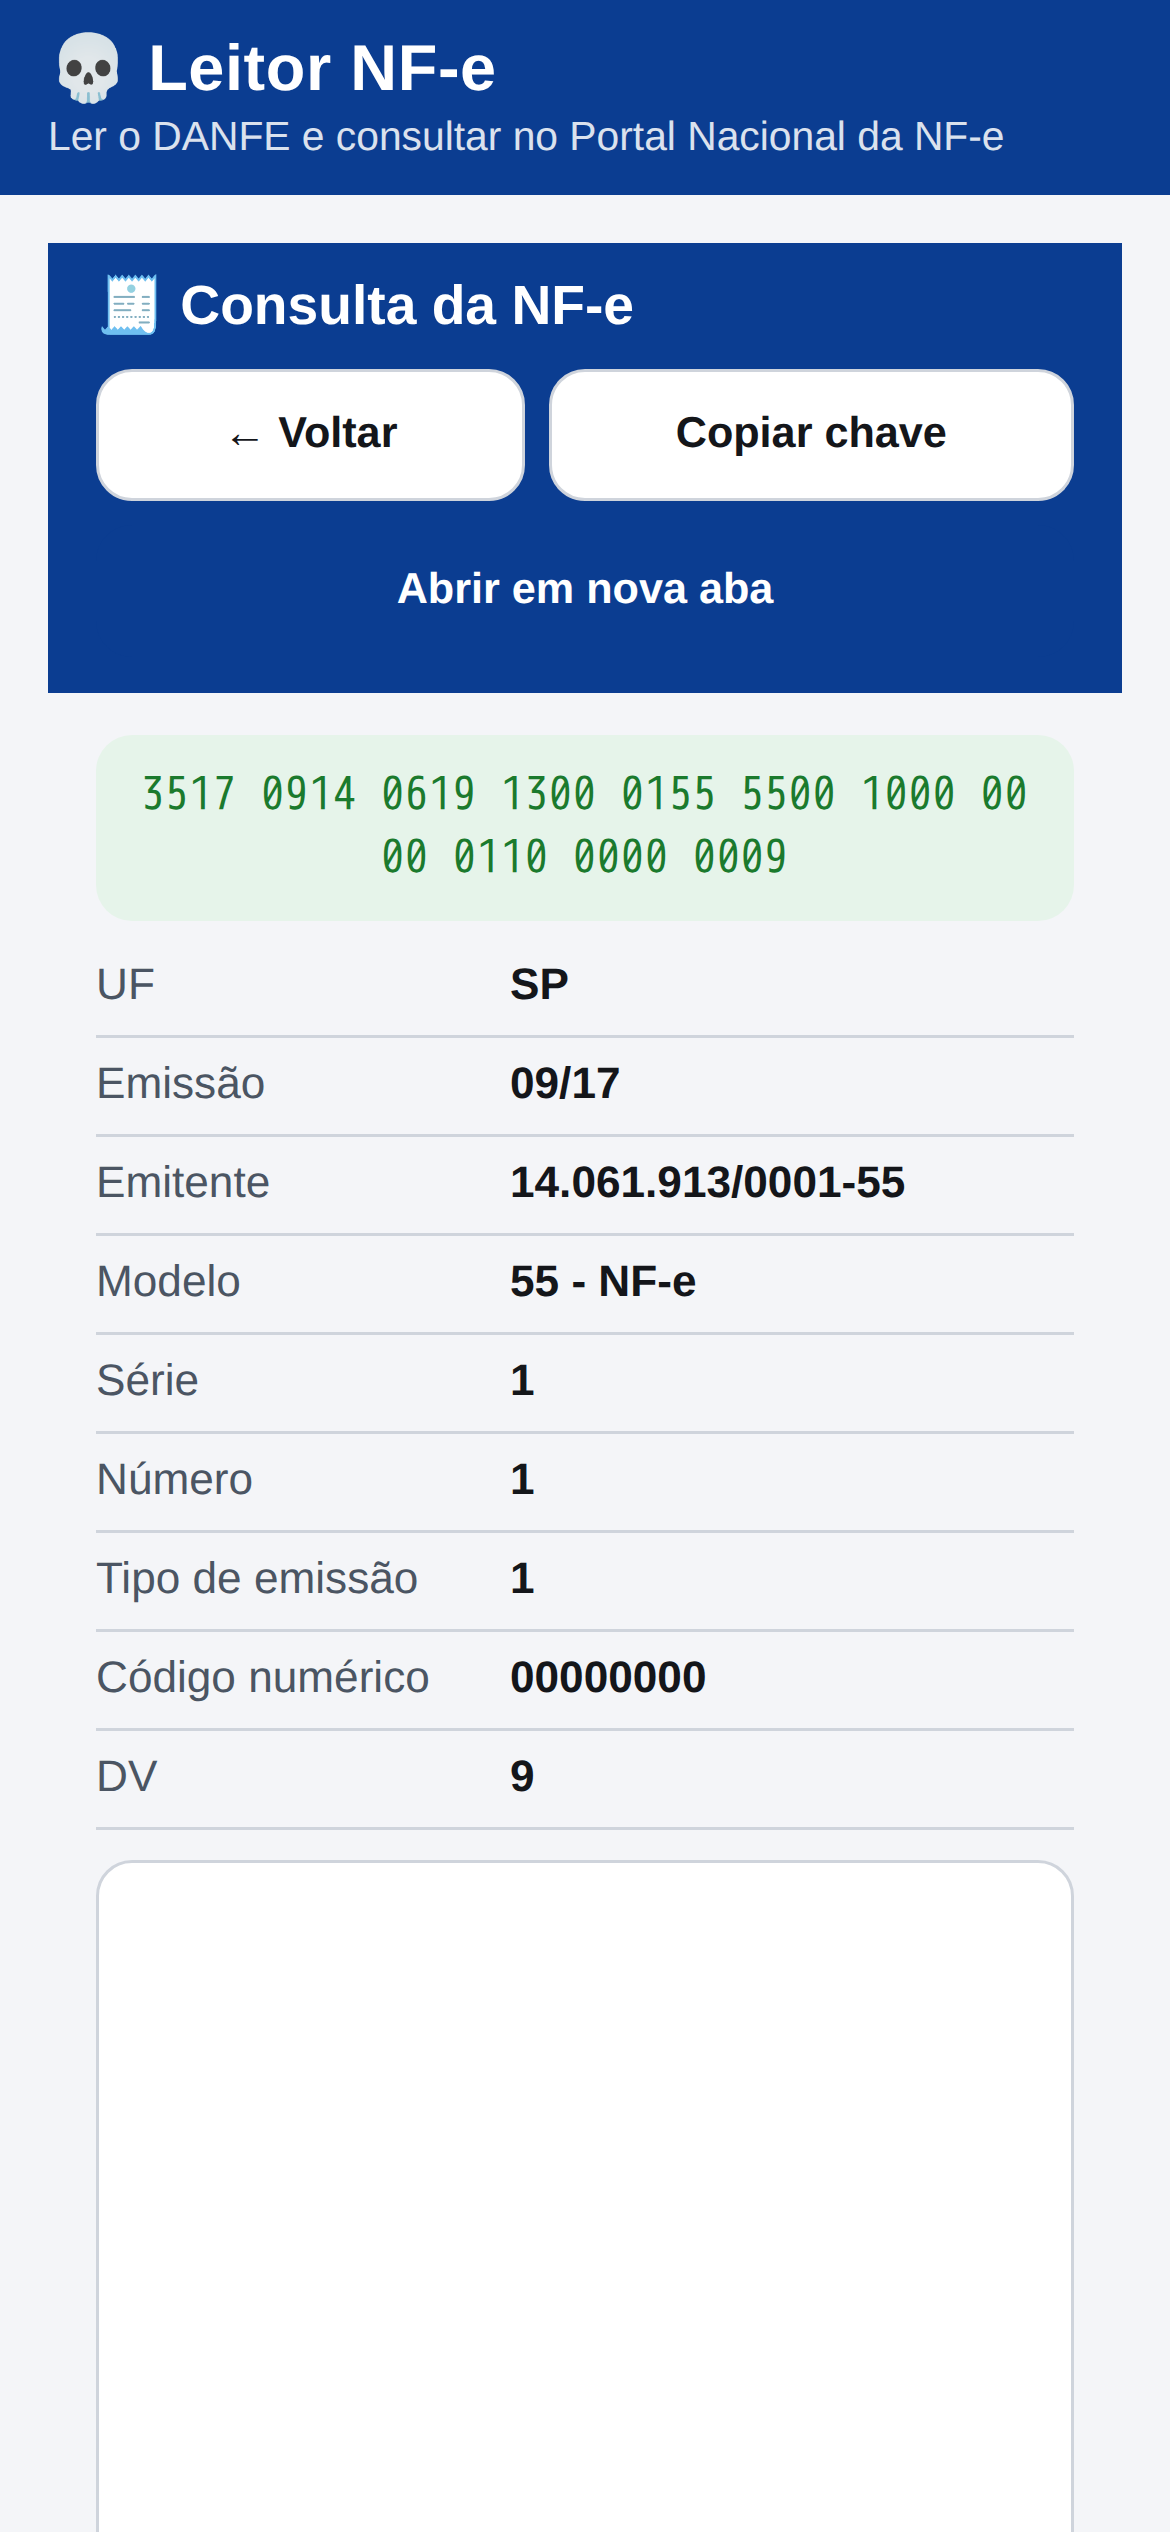 💀 Leitor NF-e
Ler o DANFE e consultar no Portal Nacional da NF-e
🧾 Consulta da NF-e
← Voltar
Copiar chave
Abrir em nova aba
3517 0914 0619 1300 0155 5500 1000 00
00 0110 0000 0009
UF SP
Emissão 09/17
Emitente 14.061.913/0001-55
Modelo 55 - NF-e
Série 1
Número 1
Tipo de emissão 1
Código numérico 00000000
DV 9